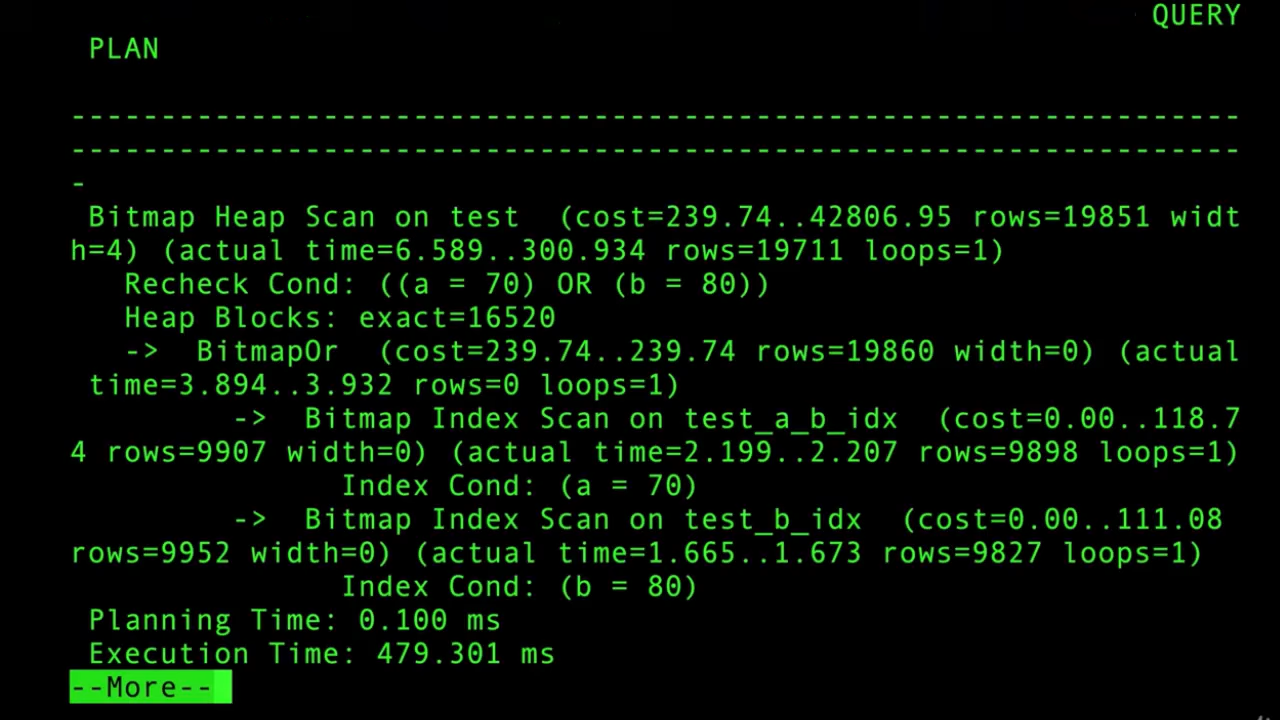 QUERY
PLAN
-----------------------------------------------------------------
-----------------------------------------------------------------
-
Bitmap Heap Scan on test  (cost=239.74..42806.95 rows=19851 widt
h=4) (actual time=6.589..300.934 rows=19711 loops=1)
Recheck Cond: ((a = 70) OR (b = 80))
Heap Blocks: exact=16520
->  BitmapOr  (cost=239.74..239.74 rows=19860 width=0) (actual
time=3.894..3.932 rows=0 loops=1)
->  Bitmap Index Scan on test_a_b_idx  (cost=0.00..118.7
4 rows=9907 width=0) (actual time=2.199..2.207 rows=9898 loops=1)
Index Cond: (a = 70)
->  Bitmap Index Scan on test_b_idx  (cost=0.00..111.08
rows=9952 width=0) (actual time=1.665..1.673 rows=9827 loops=1)
Index Cond: (b = 80)
Planning Time: 0.100 ms
Execution Time: 479.301 ms
--More--